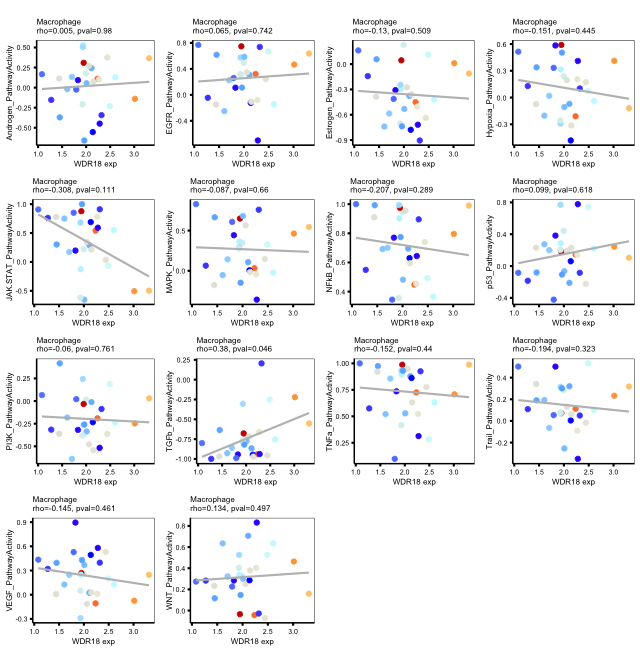 Macrophage
rho=0.005, pval=0.98
Androgen_PathwayActivity
0.50
0.25
0.00
-0.25
-0.50
1.0 1.5 2.0 2.5 3.0
WDR18 exp
Macrophage
rho=0.065, pval=0.742
EGFR_PathwayActivity
0.8
0.4
0.0
-0.4
1.0 1.5 2.0 2.5 3.0
WDR18 exp
Macrophage
rho=-0.13, pval=0.509
Estrogen_PathwayActivity
0.0
-0.3
-0.6
-0.9
1.0 1.5 2.0 2.5 3.0
WDR18 exp
Macrophage
rho=-0.151, pval=0.445
Hypoxia_PathwayActivity
0.6
0.3
0.0
-0.3
1.0 1.5 2.0 2.5 3.0
WDR18 exp
Macrophage
rho=-0.308, pval=0.111
JAK-STAT_PathwayActivity
1.0
0.5
0.0
-0.5
1.0 1.5 2.0 2.5 3.0
WDR18 exp
Macrophage
rho=-0.087, pval=0.66
MAPK_PathwayActivity
0.5
0.0
1.0 1.5 2.0 2.5 3.0
WDR18 exp
Macrophage
rho=-0.207, pval=0.289
NFkB_PathwayActivity
1.0
0.8
0.6
0.4
1.0 1.5 2.0 2.5 3.0
WDR18 exp
Macrophage
rho=0.099, pval=0.618
p53_PathwayActivity
0.8
0.4
0.0
-0.4
1.0 1.5 2.0 2.5 3.0
WDR18 exp
Macrophage
rho=-0.06, pval=0.761
PI3K_PathwayActivity
0.25
0.00
-0.25
-0.50
1.0 1.5 2.0 2.5 3.0
WDR18 exp
Macrophage
rho=0.38, pval=0.046
TGFb_PathwayActivity
0.25
0.00
-0.25
-0.50
-0.75
-1.00
1.0 1.5 2.0 2.5 3.0
WDR18 exp
Macrophage
rho=-0.152, pval=0.44
TNFa_PathwayActivity
1.00
0.75
0.50
0.25
1.0 1.5 2.0 2.5 3.0
WDR18 exp
Macrophage
rho=-0.194, pval=0.323
Trail_PathwayActivity
0.4
0.2
0.0
-0.2
1.0 1.5 2.0 2.5 3.0
WDR18 exp
Macrophage
rho=-0.145, pval=0.461
VEGF_PathwayActivity
0.9
0.6
0.3
0.0
-0.3
1.0 1.5 2.0 2.5 3.0
WDR18 exp
Macrophage
rho=0.134, pval=0.497
WNT_PathwayActivity
0.8
0.6
0.4
0.2
0.0
1.0 1.5 2.0 2.5 3.0
WDR18 exp